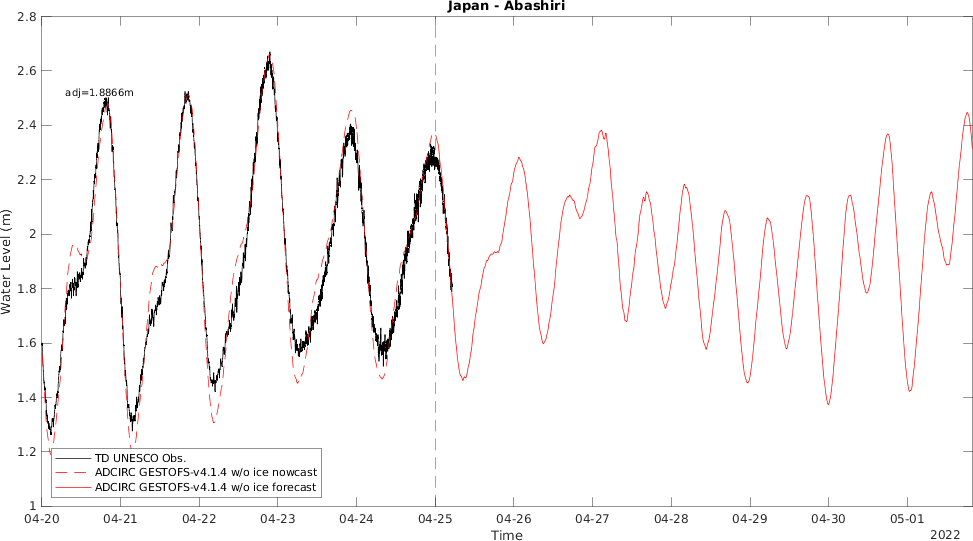 Japan - Abashiri
2.8
2.6
2.4
2.2
2
1.8
1.6
1.4
1.2
1
Water Level (m)
adj=1.8866m
TD UNESCO Obs.
ADCIRC GESTOFS-v4.1.4 w/o ice nowcast
ADCIRC GESTOFS-v4.1.4 w/o ice forecast
04-20 04-21 04-22 04-23 04-24 04-25 04-26 04-27 04-28 04-29 04-30 05-01
Time
2022